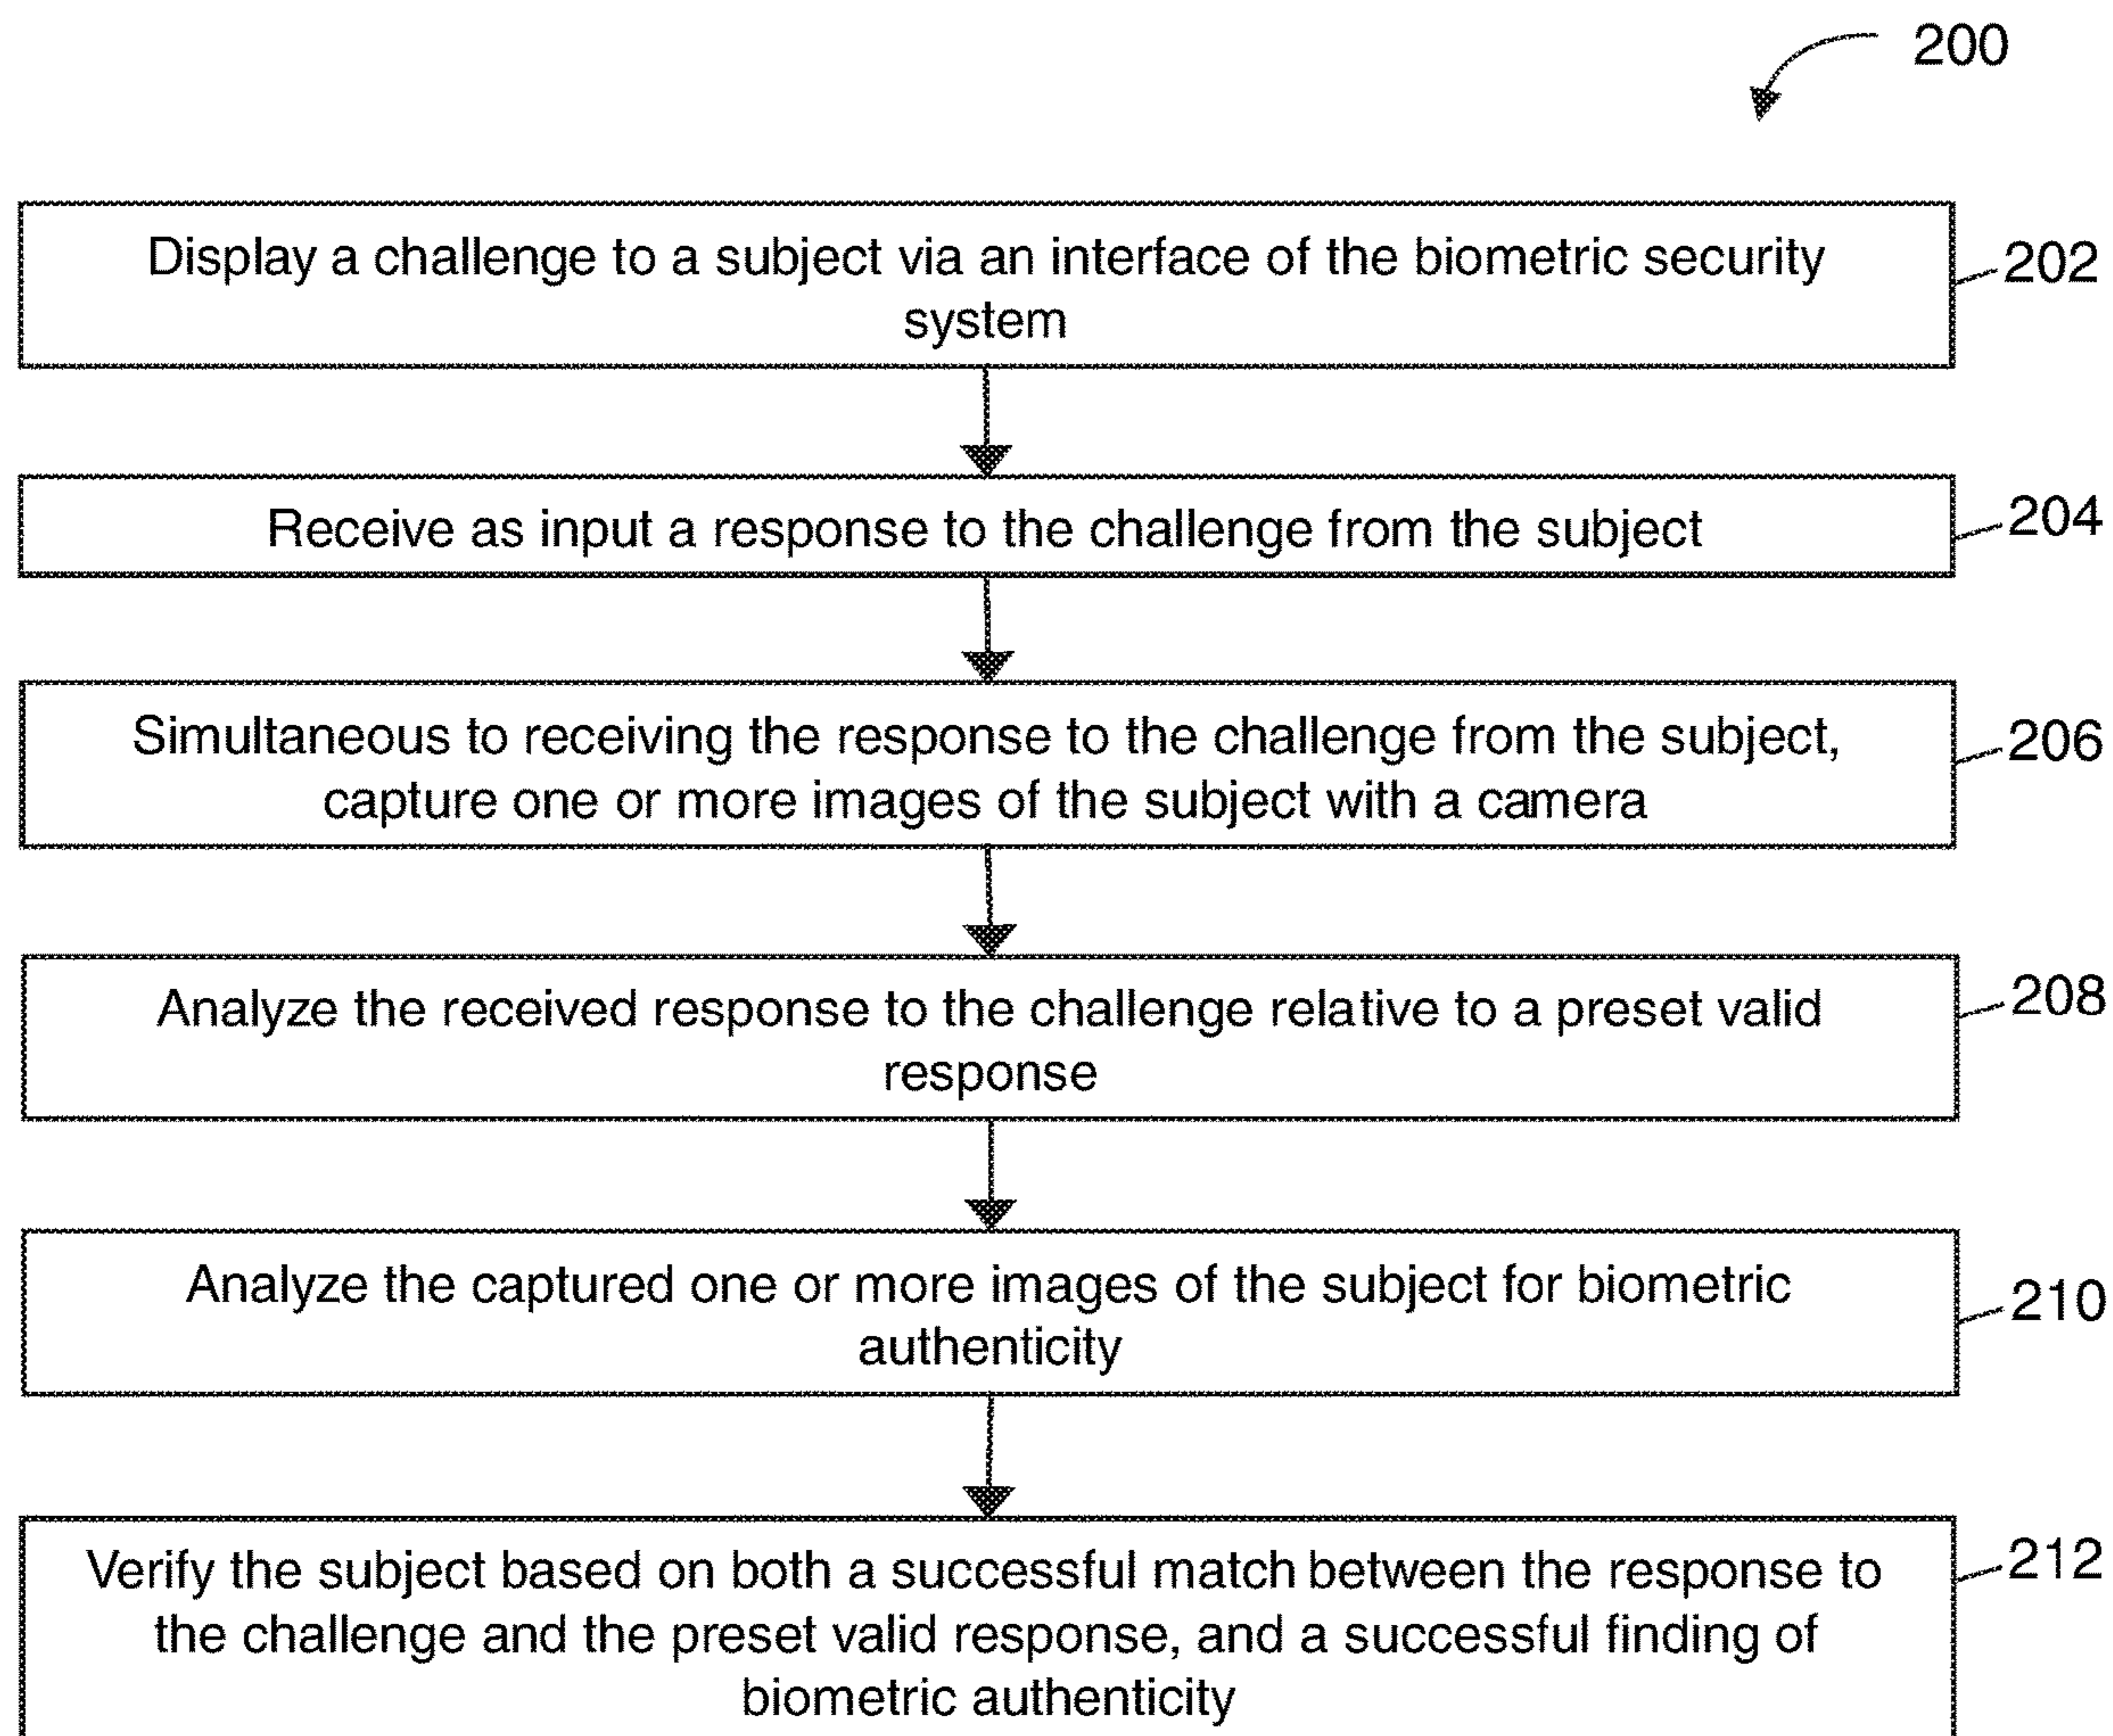 200
Display a challenge to a subject via an interface of the biometric security
system
202
Receive as input a response to the challenge from the subject
204
Simultaneous to receiving the response to the challenge from the subject,
capture one or more images of the subject with a camera
206
Analyze the received response to the challenge relative to a preset valid
response
208
Analyze the captured one or more images of the subject for biometric
authenticity
210
Verify the subject based on both a successful match between the response to
the challenge and the preset valid response, and a successful finding of
biometric authenticity
212